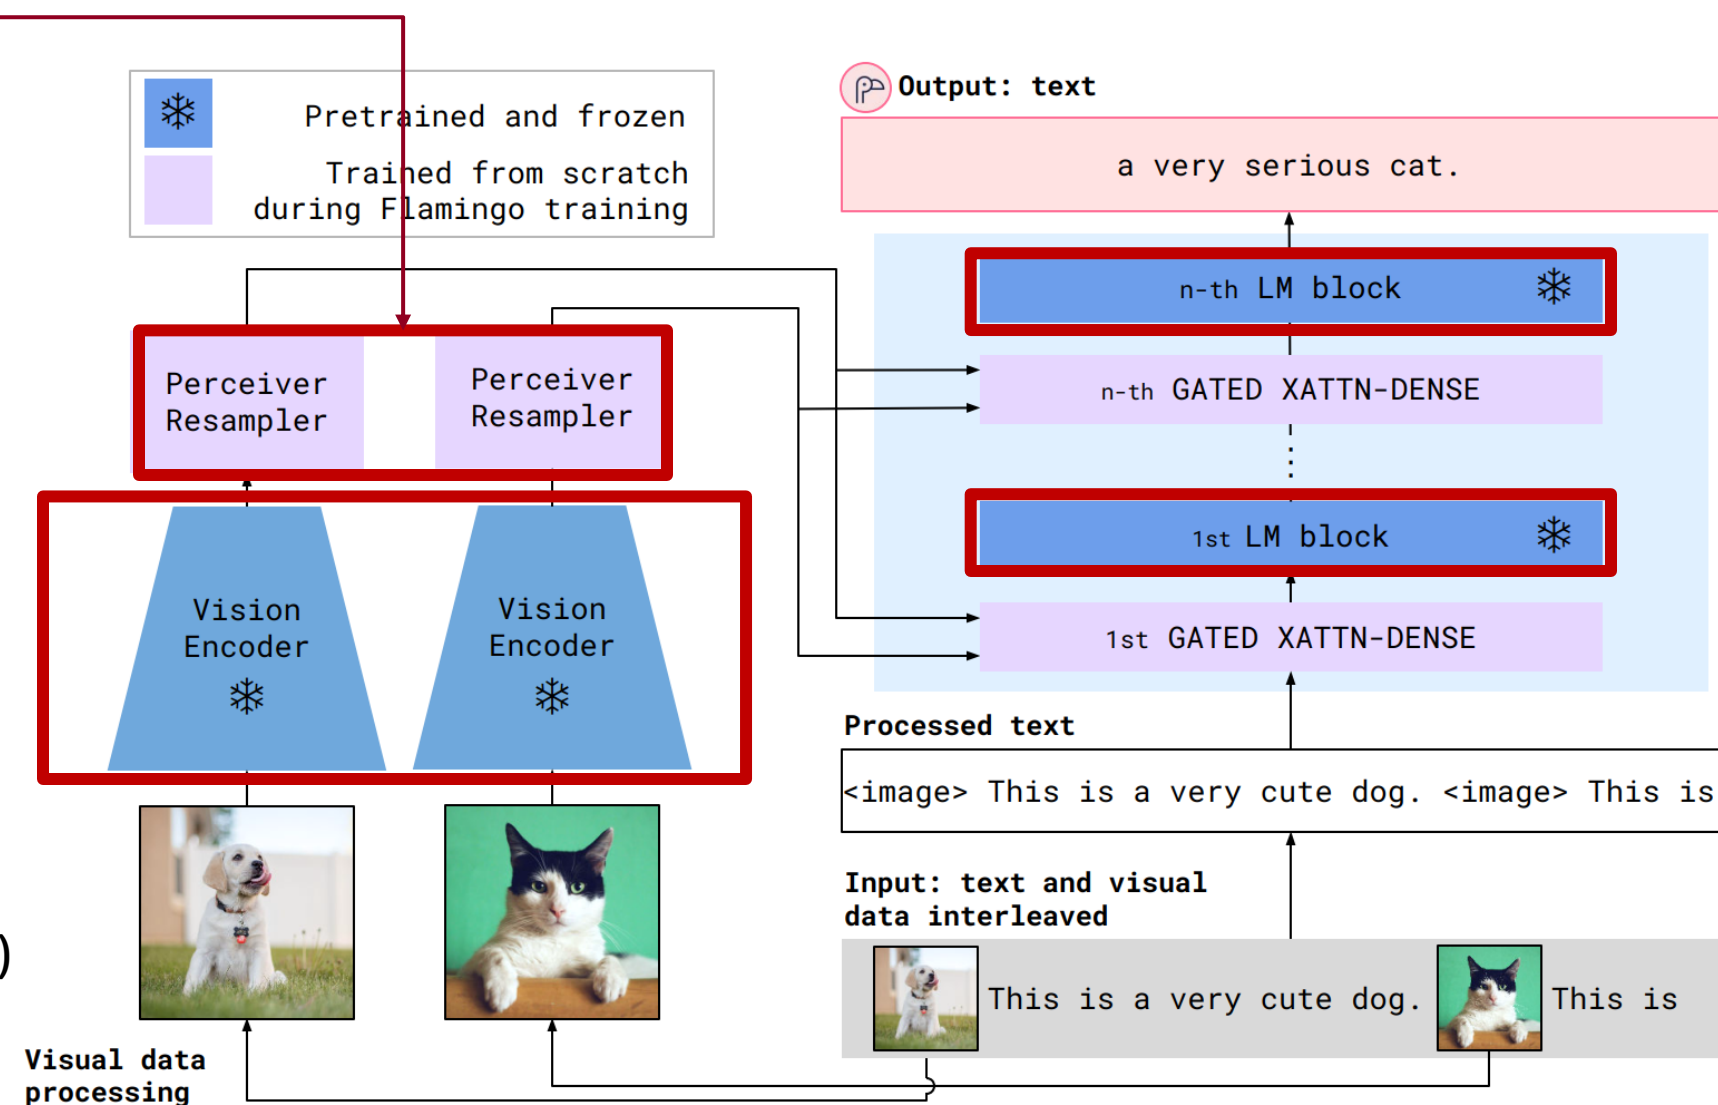 Pretrained and frozen
Trained from scratch
during Flamingo training
Output: text
a very serious cat.
n-th LM block
n-th GATED XATTN-DENSE
1st LM block
1st GATED XATTN-DENSE
Perceiver
Resampler
Perceiver
Resampler
Vision
Encoder
Vision
Encoder
Processed text
<image> This is a very cute dog. <image> This is
Input: text and visual
data interleaved
This is a very cute dog.
This is
)
Visual data
processing